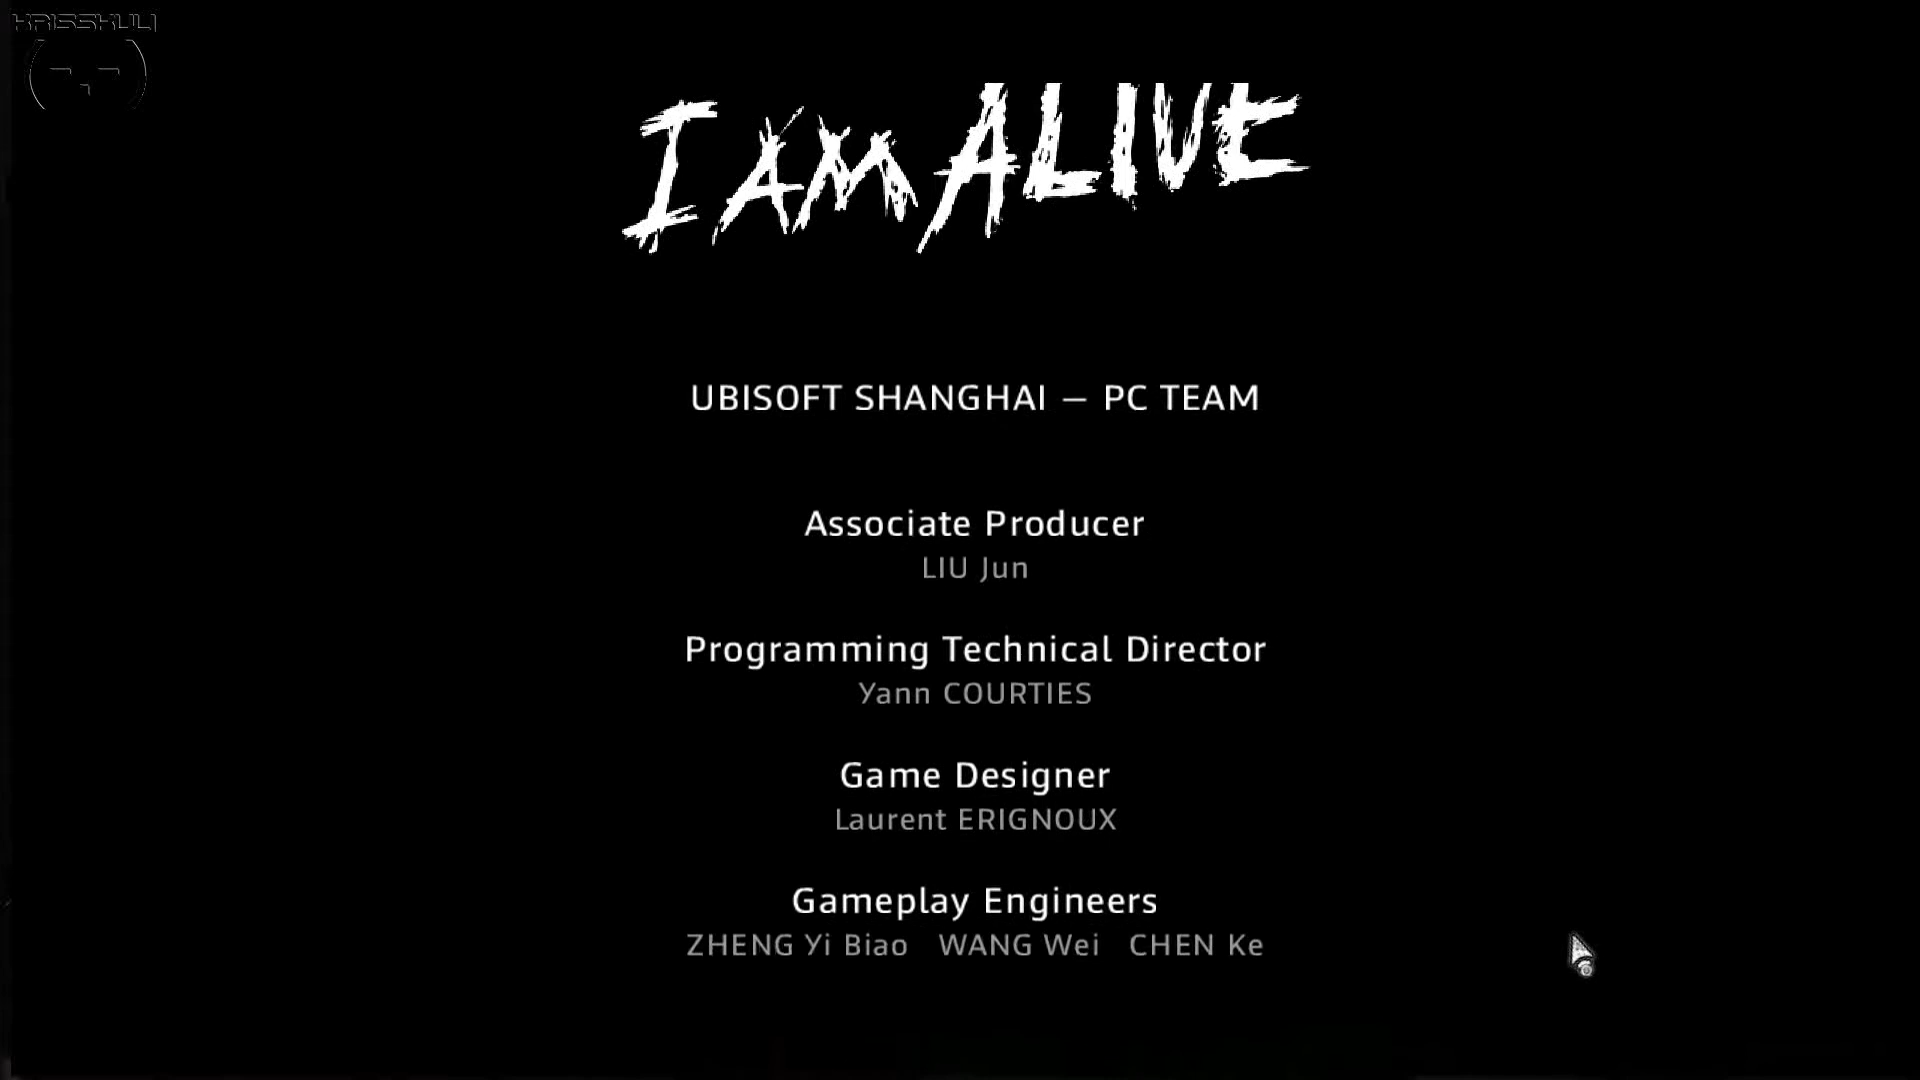 KRISSKULI
I AM ALIVE
UBISOFT SHANGHAI – PC TEAM
Associate Producer
LIU Jun
Programming Technical Director
Yann COURTIES
Game Designer
Laurent ERIGNOUX
Gameplay Engineers
ZHENG Yi Biao WANG Wei CHEN Ke